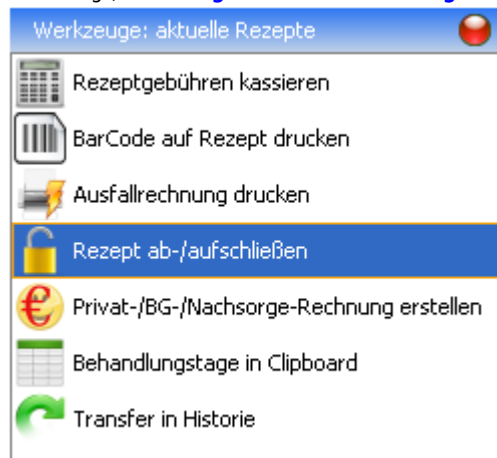 Werkzeuge: aktuelle Rezepte
Rezeptgebühren kassieren
BarCode auf Rezept drucken
Ausfallrechnung drucken
Rezept ab-/aufschließen
Privat-/BG-/Nachsorge-Rechnung erstellen
Behandlungstage in Clipboard
Transfer in Historie